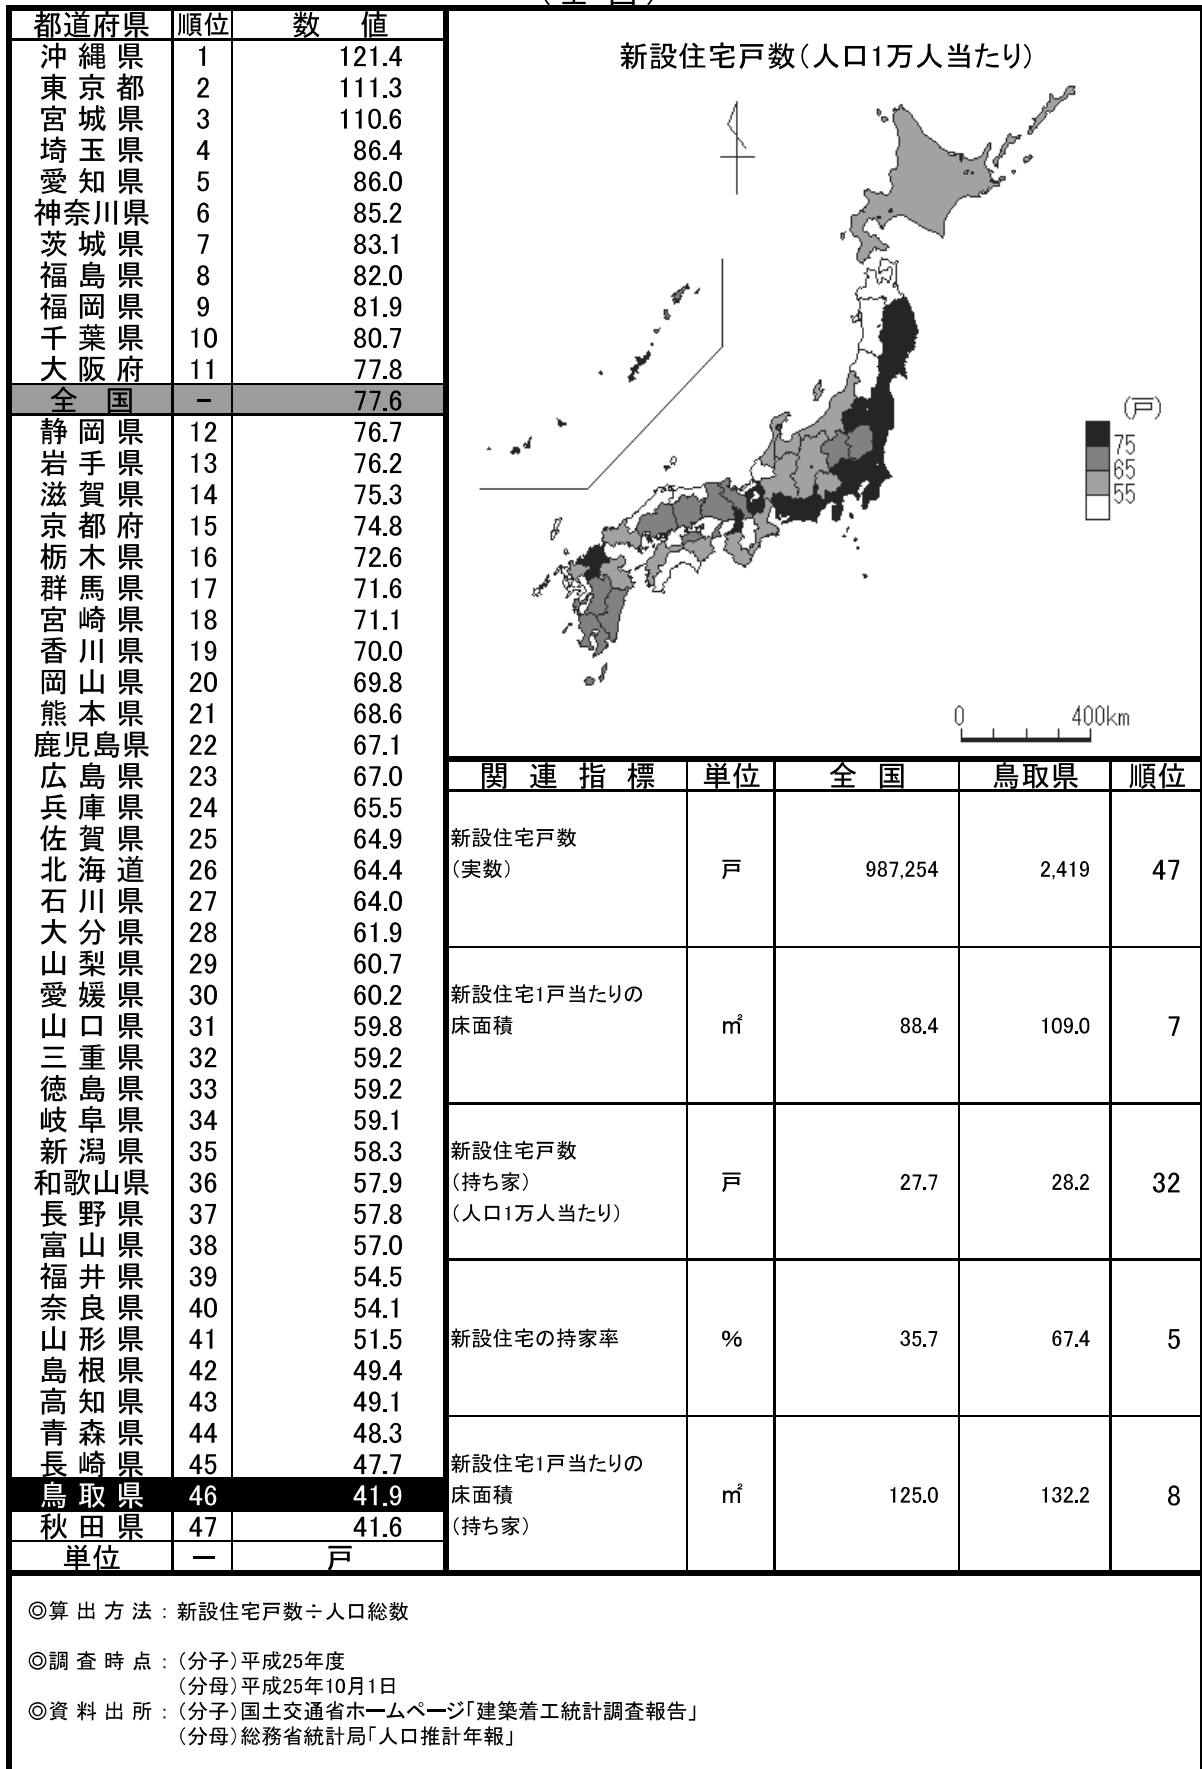 (全 国)
都道府県 順位 数 値
沖縄県 1 121.4
東京都 2 111.3
宮城県 3 110.6
埼玉県 4 86.4
愛知県 5 86.0
神奈川県 6 85.2
茨城県 7 83.1
福島県 8 82.0
福岡県 9 81.9
千葉県 10 80.7
大阪府 11 77.8
全 国 － 77.6
静岡県 12 76.7
岩手県 13 76.2
滋賀県 14 75.3
京都府 15 74.8
栃木県 16 72.6
群馬県 17 71.6
宮崎県 18 71.1
香川県 19 70.0
岡山県 20 69.8
熊本県 21 68.6
鹿児島県 22 67.1
広島県 23 67.0
兵庫県 24 65.5
佐賀県 25 64.9
北海道 26 64.4
石川県 27 64.0
大分県 28 61.9
山梨県 29 60.7
愛媛県 30 60.2
山口県 31 59.8
三重県 32 59.2
徳島県 33 59.2
岐阜県 34 59.1
新潟県 35 58.3
和歌山県 36 57.9
長野県 37 57.8
富山県 38 57.0
福井県 39 54.5
奈良県 40 54.1
山形県 41 51.5
島根県 42 49.4
高知県 43 49.1
青森県 44 48.3
長崎県 45 47.7
鳥取県 46 41.9
秋田県 47 41.6
単位 － 戸
新設住宅戸数(人口1万人当たり)
(戸)
75
65
55
0 400km
関連指標 単位 全 国 鳥取県 順位
新設住宅戸数
(実数) 戸 987,254 2,419 47
新設住宅1戸当たりの
床面積 ㎡ 88.4 109.0 7
新設住宅戸数
(持ち家) 戸 27.7 28.2 32
(人口1万人当たり)
新設住宅の持家率 % 35.7 67.4 5
新設住宅1戸当たりの
床面積 ㎡ 125.0 132.2 8
(持ち家)
◎算出方法：新設住宅戸数÷人口総数
◎調査時点：(分子)平成25年度
(分母)平成25年10月1日
◎資料出所：(分子)国土交通省ホームページ「建築着工統計調査報告」
(分母)総務省統計局「人口推計年報」